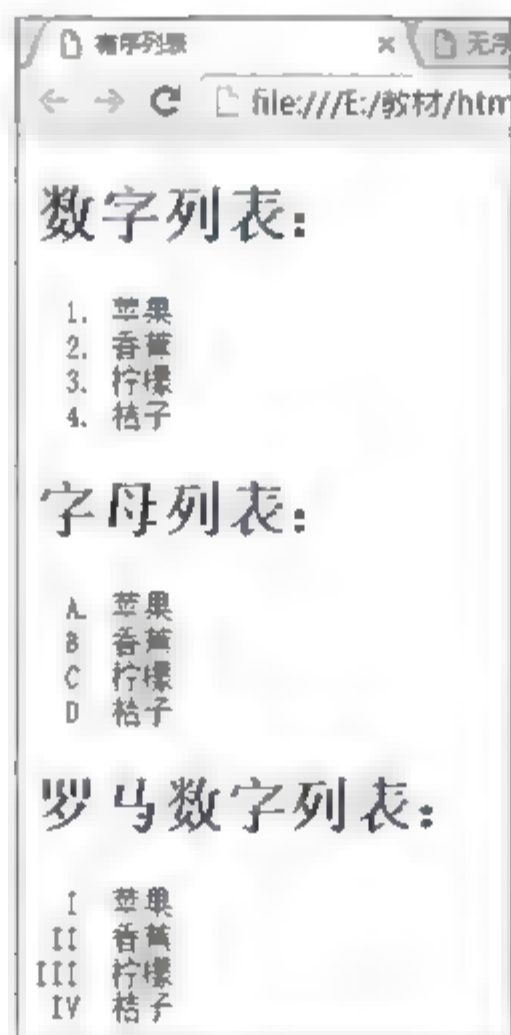 有序列表 × 无序
file:///E:/教材/htm
数字列表：
1. 苹果
2. 香蕉
3. 柠檬
4. 桔子
字母列表：
A. 苹果
B 香蕉
C 柠檬
D 桔子
罗马数字列表：
I 苹果
II 香蕉
III 柠檬
IV 桔子